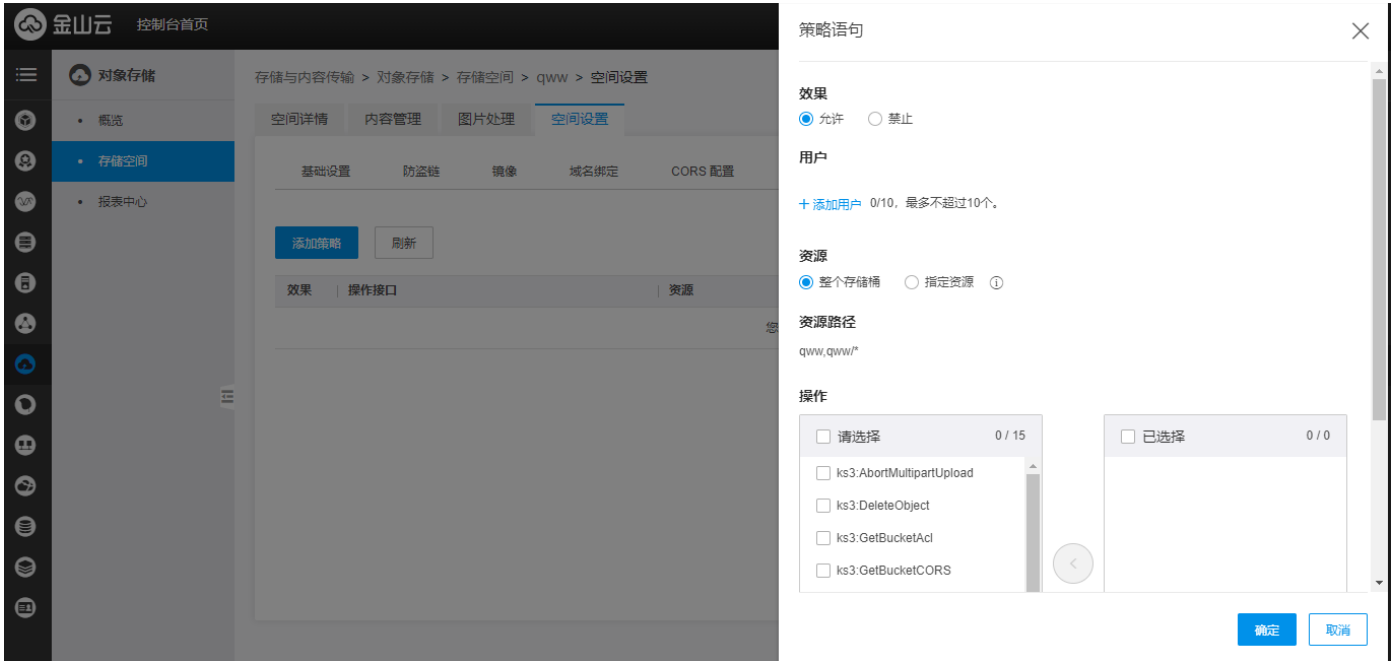 金山云 控制台首页
对象存储
概览
存储空间
报表中心
存储与内容传输 > 对象存储 > 存储空间 > qww > 空间设置
空间详情 内容管理 图片处理 空间设置
基础设置 防盗链 镜像 域名绑定 CORS 配置
添加策略 刷新
效果 操作接口 资源
您
策略语句
效果
允许 禁止
用户
+ 添加用户 0/10，最多不超过10个。
资源
整个存储桶 指定资源
资源路径
qww,qww/*
操作
请选择 0 / 15
ks3:AbortMultipartUpload
ks3:DeleteObject
ks3:GetBucketAcl
ks3:GetBucketCORS
已选择 0 / 0
确定 取消